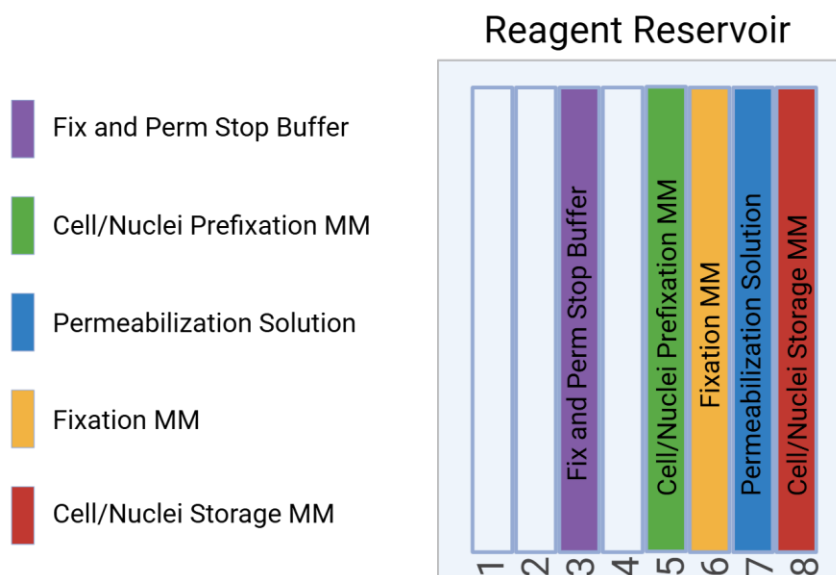 Reagent Reservoir
Fix and Perm Stop Buffer
Cell/Nuclei Prefixation MM
Permeabilization Solution
Fixation MM
Cell/Nuclei Storage MM
Fix and Perm Stop Buffer
Cell/Nuclei Prefixation MM
Fixation MM
Permeabilization Solution
Cell/Nuclei Storage MM
1
2
3
4
5
6
7
8